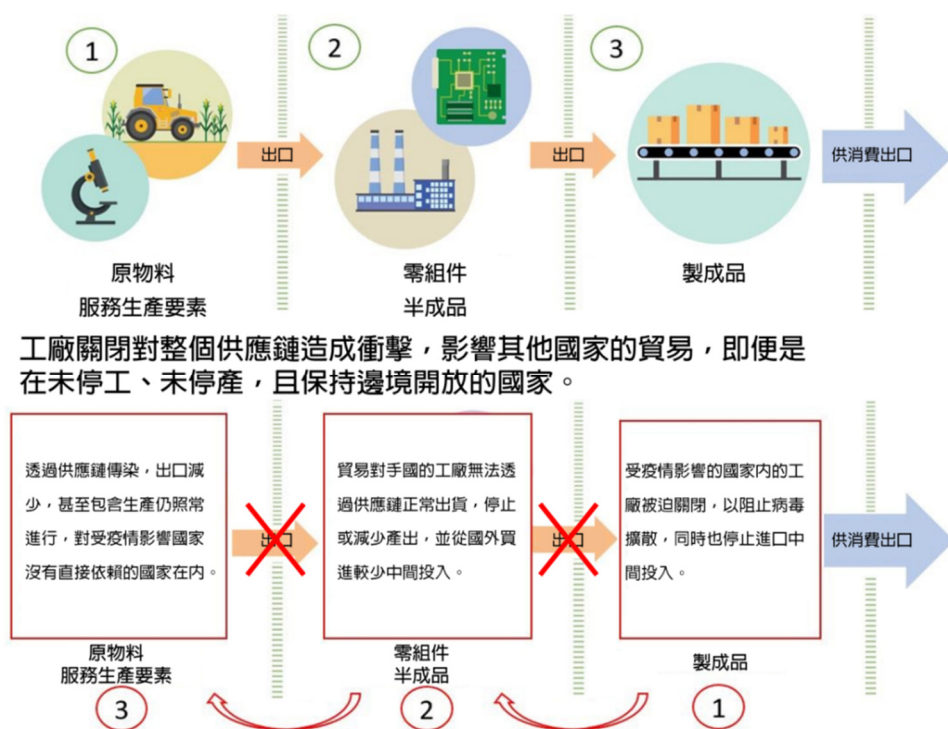 1
2
3
出口
出口
供消費出口
原物料
服務生產要素
零組件
半成品
製成品
工廠關閉對整個供應鏈造成衝擊,影響其他國家的貿易,即便是
在未停工、未停產,且保持邊境開放的國家。
透過供應鏈傳染,出口減
少,甚至包含生產仍照常
進行,對受疫情影響國家
沒有直接依賴的國家在內。
出口
貿易對手國的工廠無法透
過供應鏈正常出貨,停止
或減少產出,並從國外買
進較少中間投入。
出口
受疫情影響的國家內的工
廠被迫關閉,以阻止病毒
擴散,同時也停止進口中
間投入。
供消費出口
原物料
服務生產要素
零組件
半成品
製成品
3
2
1